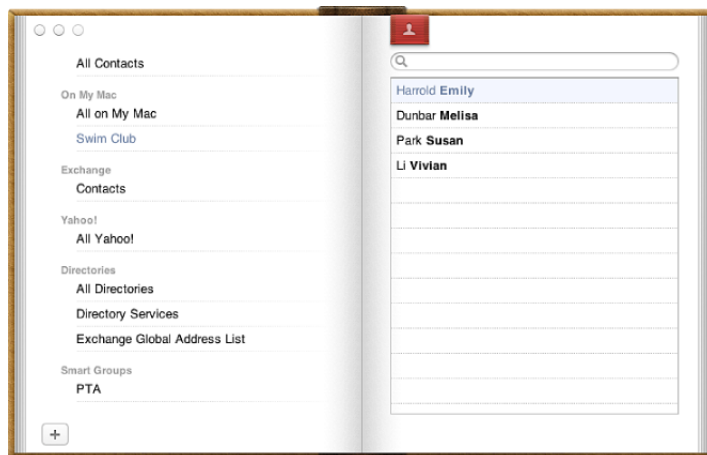 All Contacts
On My Mac
All on My Mac
Swim Club
Exchange
Contacts
Yahoo!
All Yahoo!
Directories
All Directories
Directory Services
Exchange Global Address List
Smart Groups
PTA
Harrold Emily
Dunbar Melisa
Park Susan
Li Vivian